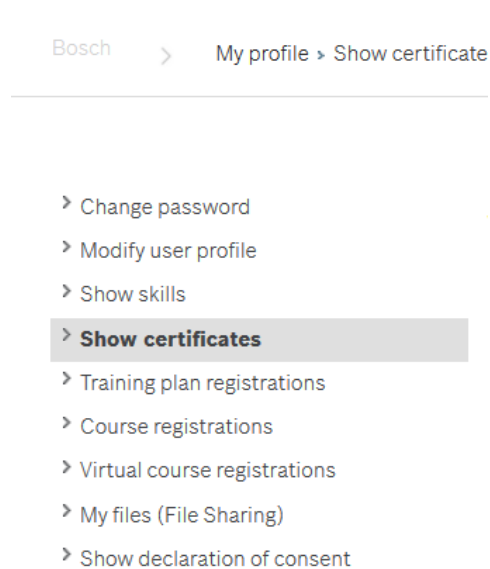 Bosch > My profile > Show certificate
Change password
Modify user profile
Show skills
Show certificates
Training plan registrations
Course registrations
Virtual course registrations
My files (File Sharing)
Show declaration of consent